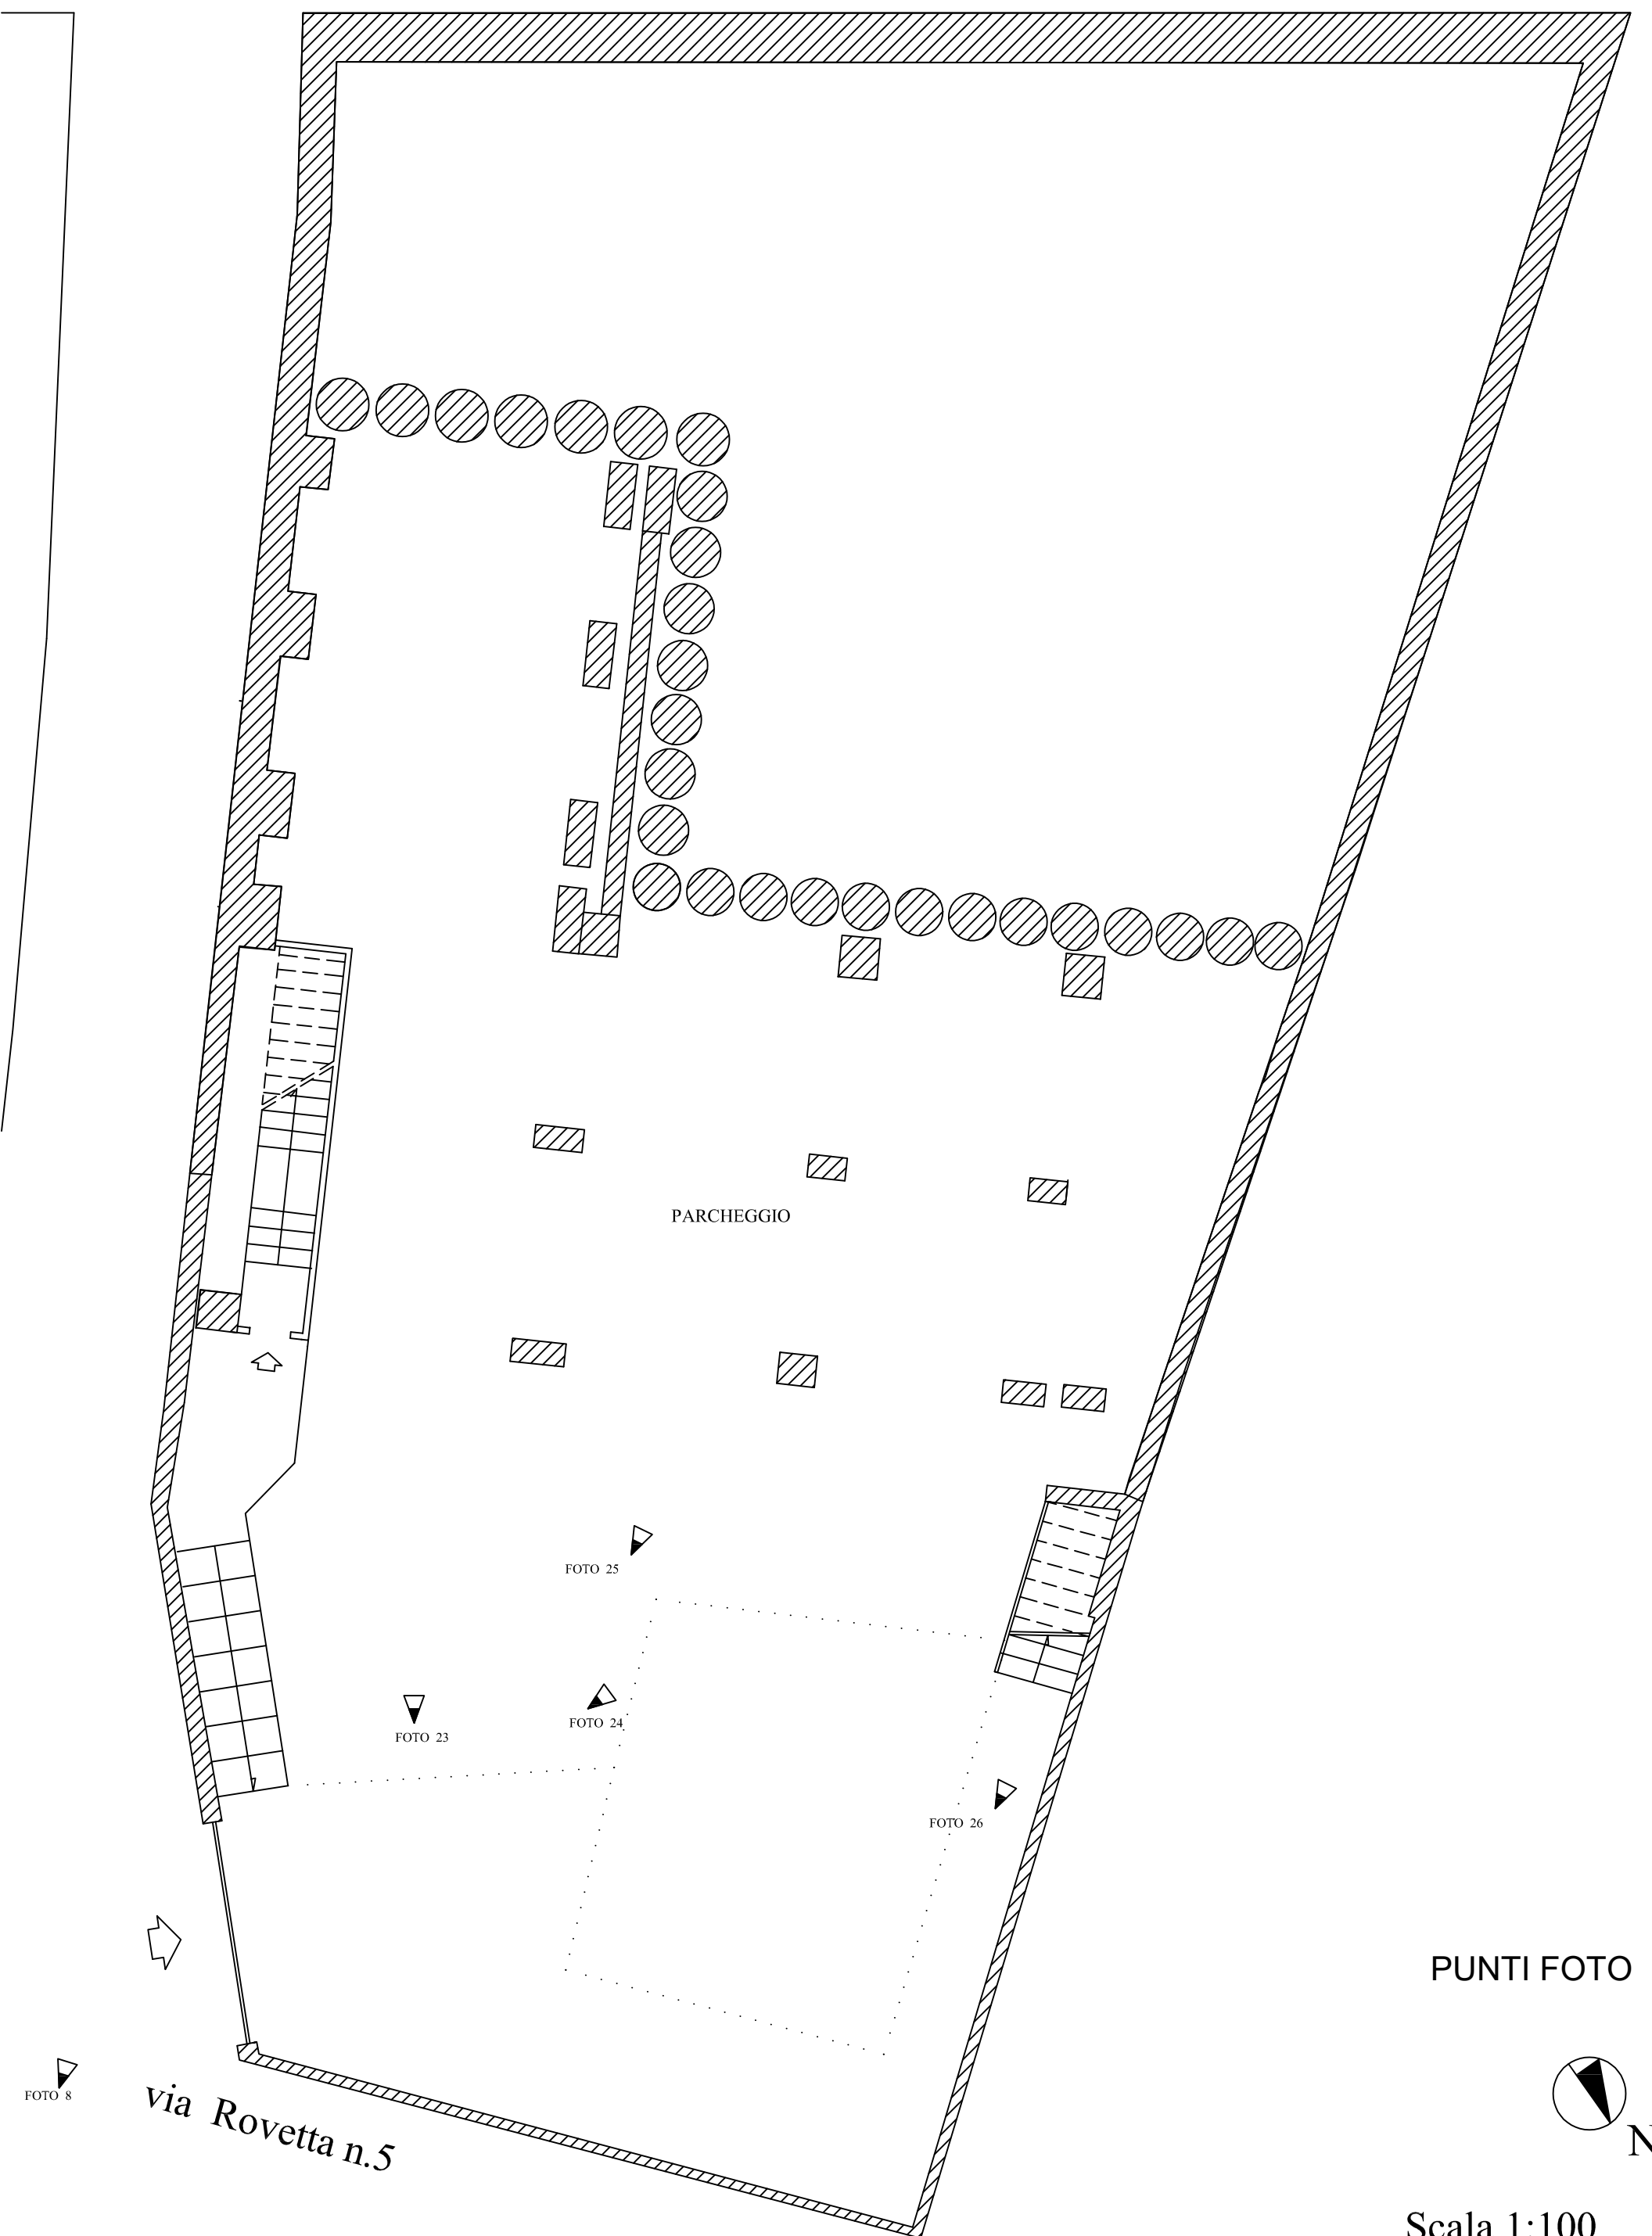 PARCHEGGIO
FOTO 25
FOTO 24
FOTO 23
FOTO 26
PUNTI FOTO
FOTO 8
via Rovetta n.5
N
Scala 1:100